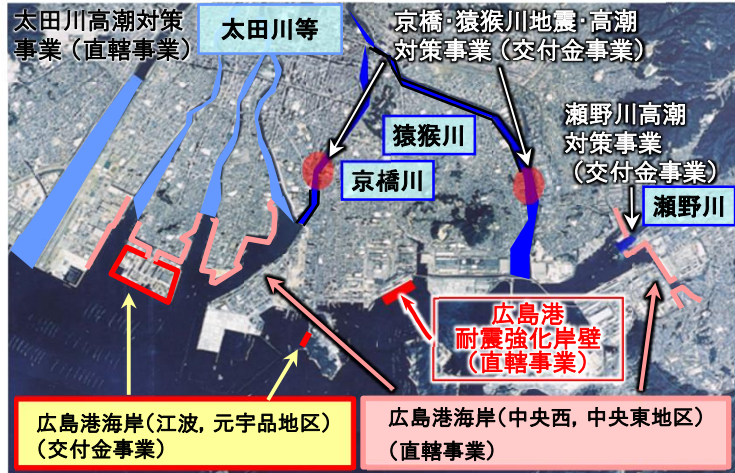 太田川高潮対策
事業（直轄事業）
太田川等
京橋･猿猴川地震･高潮
対策事業（交付金事業）
猿猴川
京橋川
瀬野川高潮
対策事業
（交付金事業）
瀬野川
広島港
耐震強化岸壁
（直轄事業）
広島港海岸（江波，元宇品地区）
（交付金事業）
広島港海岸（中央西，中央東地区）
（直轄事業）